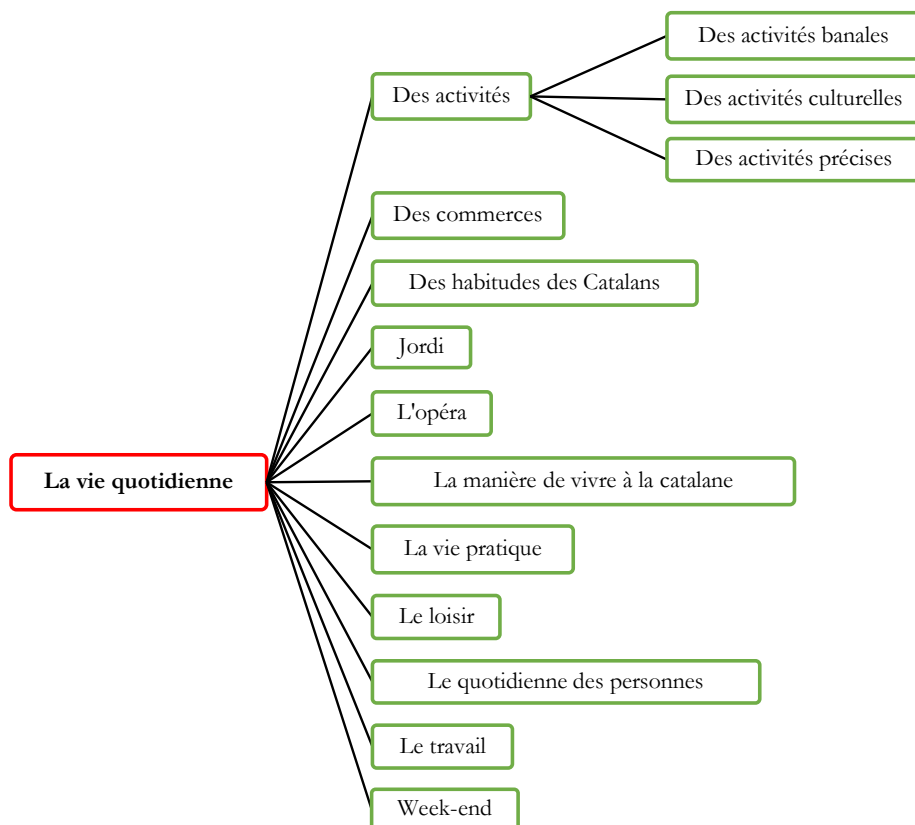 La vie quotidienne
Des activités
Des activités banales
Des activités culturelles
Des activités précises
Des commerces
Des habitudes des Catalans
Jordi
L'opéra
La manière de vivre à la catalane
La vie pratique
Le loisir
Le quotidienne des personnes
Le travail
Week-end